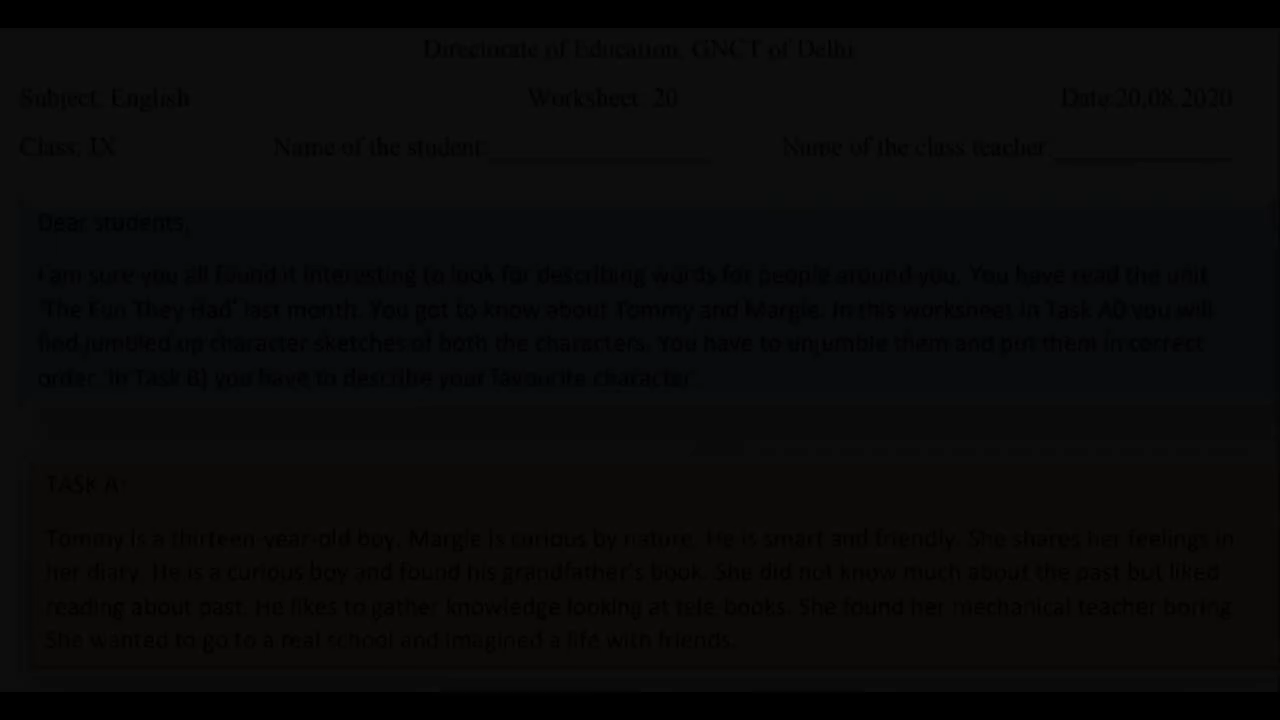 Directorate of Education, GNCT of Delhi
Subject: English Worksheet: 20 Date:20.08.2020
Class: IX Name of the student: Name of the class teacher:
Dear students,
I am sure you all found it interesting to look for describing words for people around you. You have read the unit
'The Fun They Had' last month. You got to know about Tommy and Margie. In this worksheet in Task A0 you will
find jumbled up character sketches of both the characters. You have to unjumble them and put them in correct
order. In Task B) you have to describe your favourite character.
TASK A:
Tommy is a thirteen-year-old boy. Margie is curious by nature. He is smart and friendly. She shares her feelings in
her diary. He is a curious boy and found his grandfather's book. She did not know much about the past but liked
reading about past. He likes to gather knowledge looking at tele-books. She found her mechanical teacher boring.
She wanted to go to a real school and imagined a life with friends.